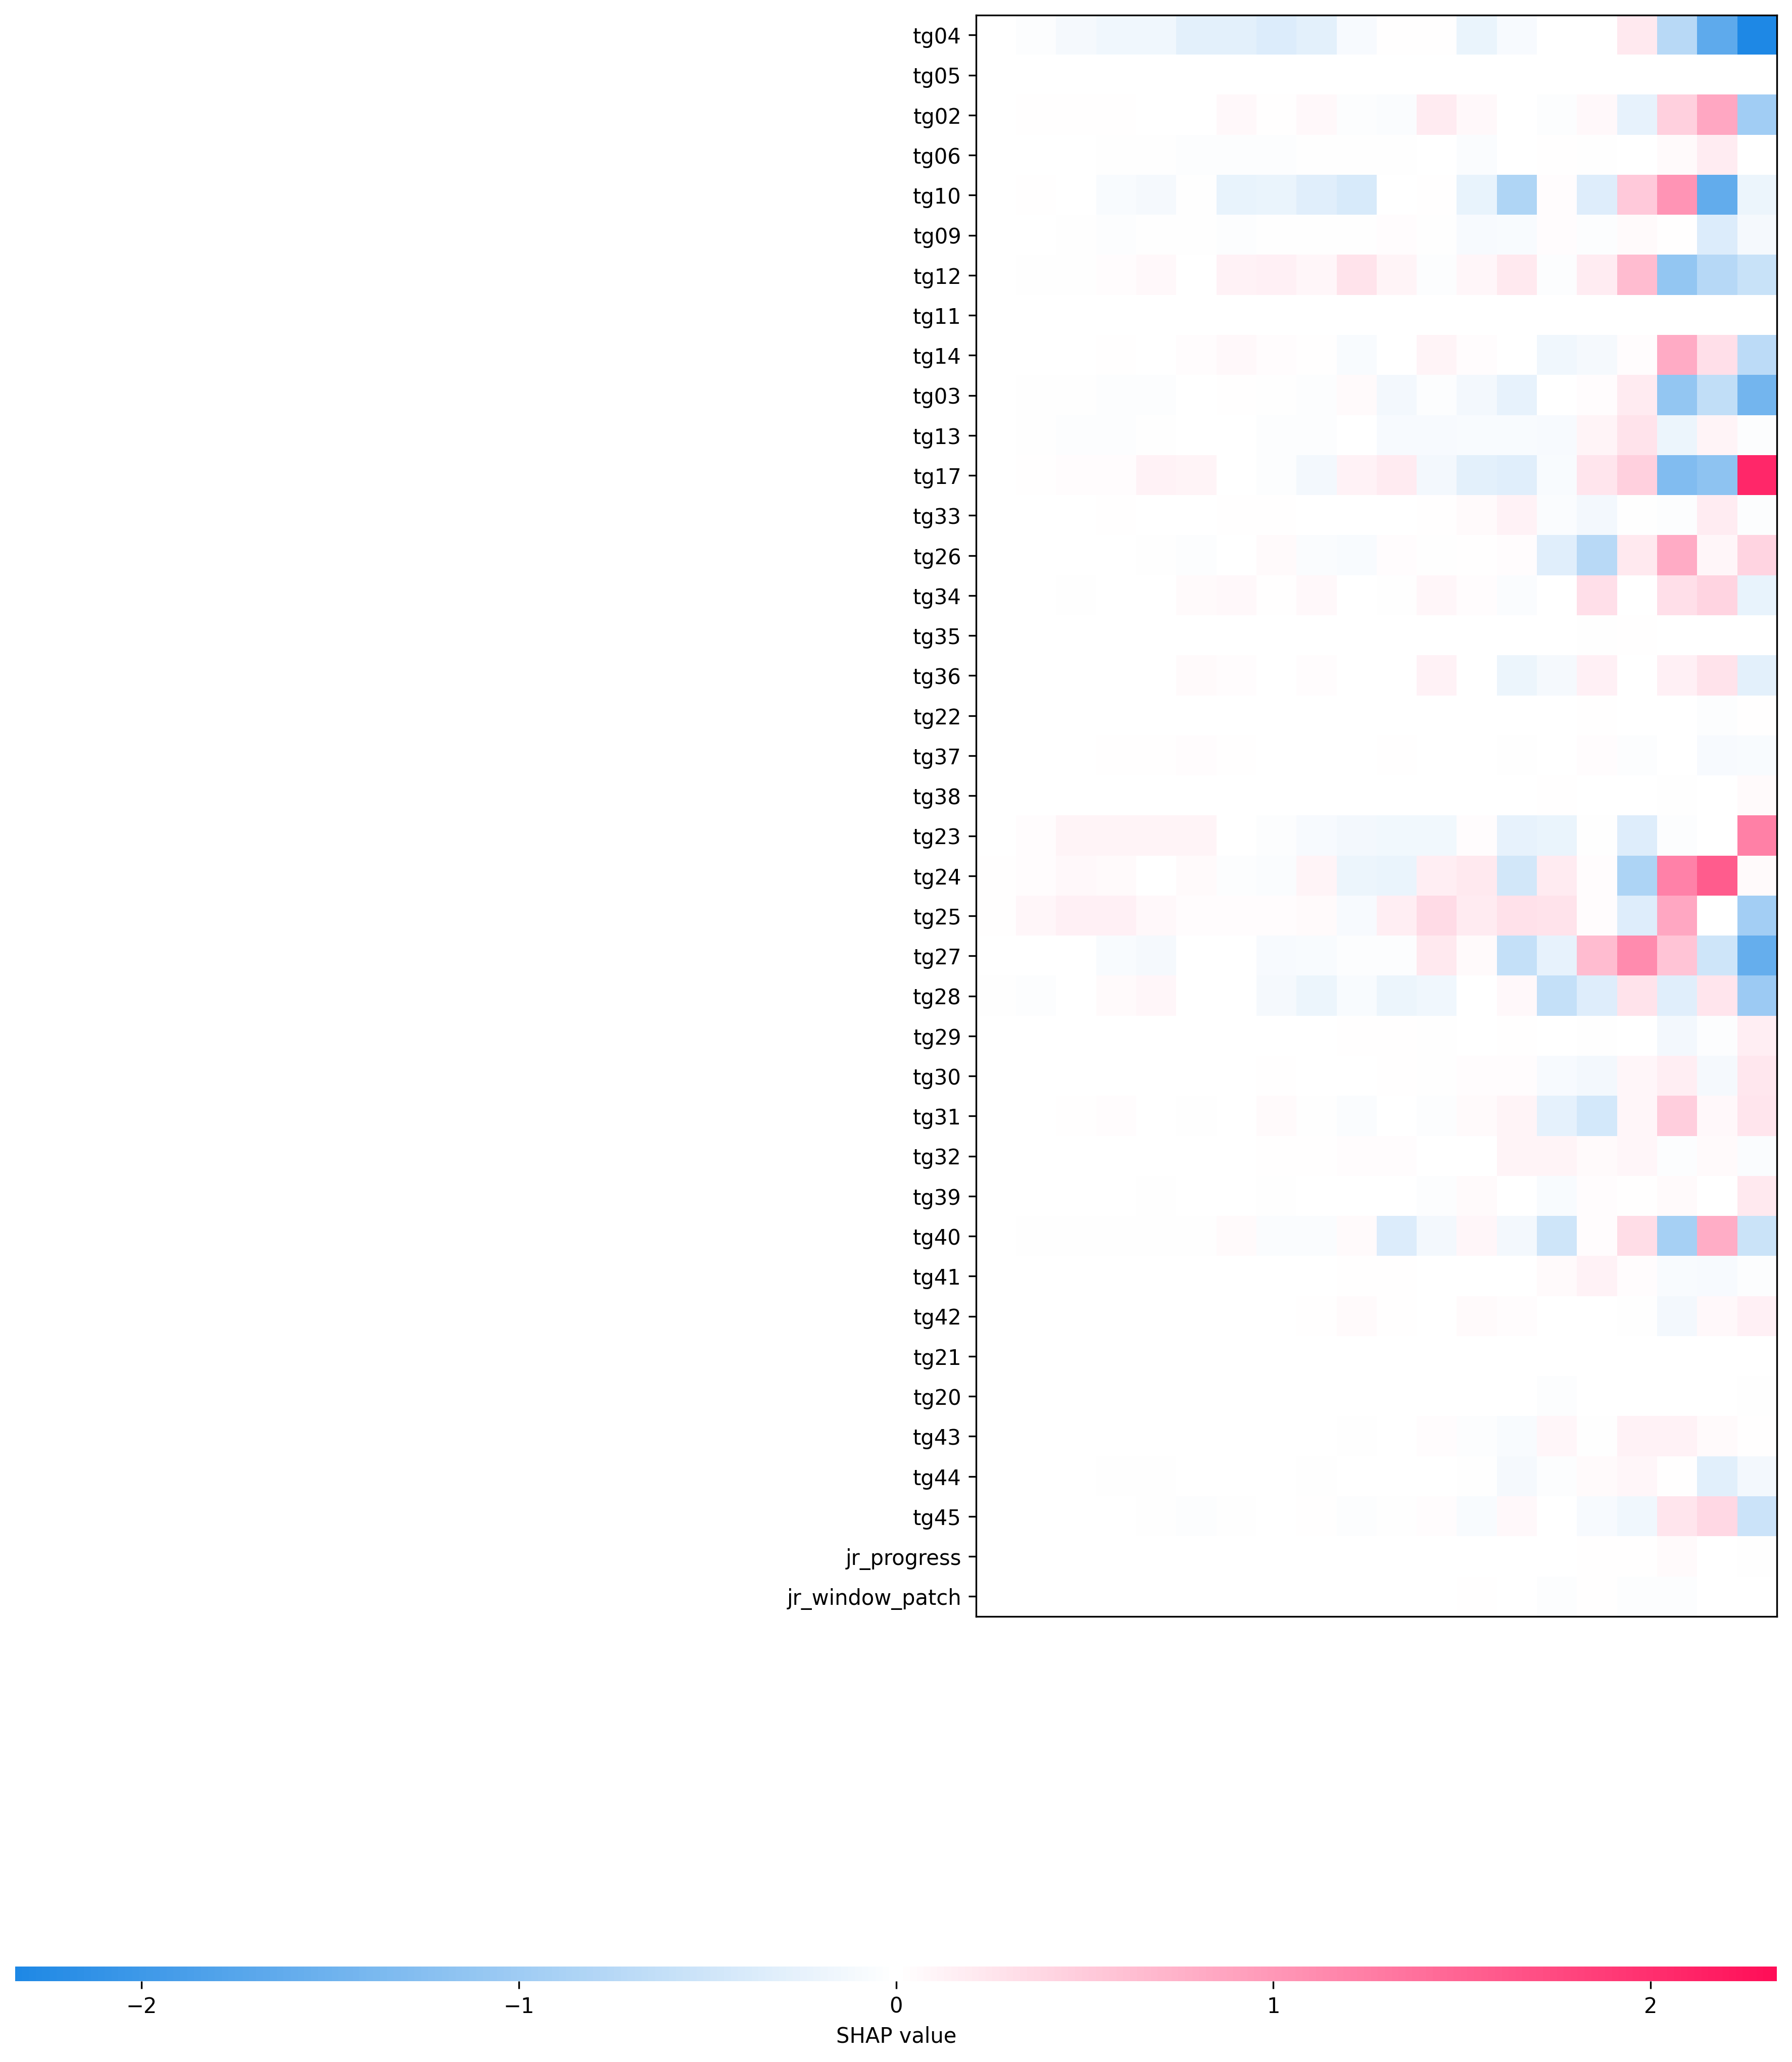 tg04
tg05
tg02
tg06
tg10
tg09
tg12
tg11
tg14
tg03
tg13
tg17
tg33
tg26
tg34
tg35
tg36
tg22
tg37
tg38
tg23
tg24
tg25
tg27
tg28
tg29
tg30
tg31
tg32
tg39
tg40
tg41
tg42
tg21
tg20
tg43
tg44
tg45
jr_progress
jr_window_patch
−2 −1 0 1 2
SHAP value